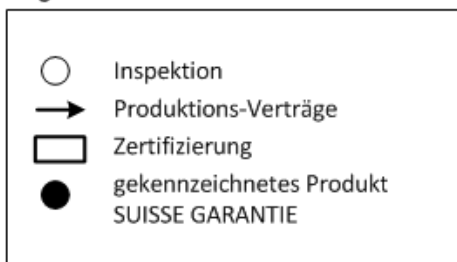 Inspektion
Produktions-Verträge
Zertifizierung
gekennzeichnetes Produkt
SUISSE GARANTIE